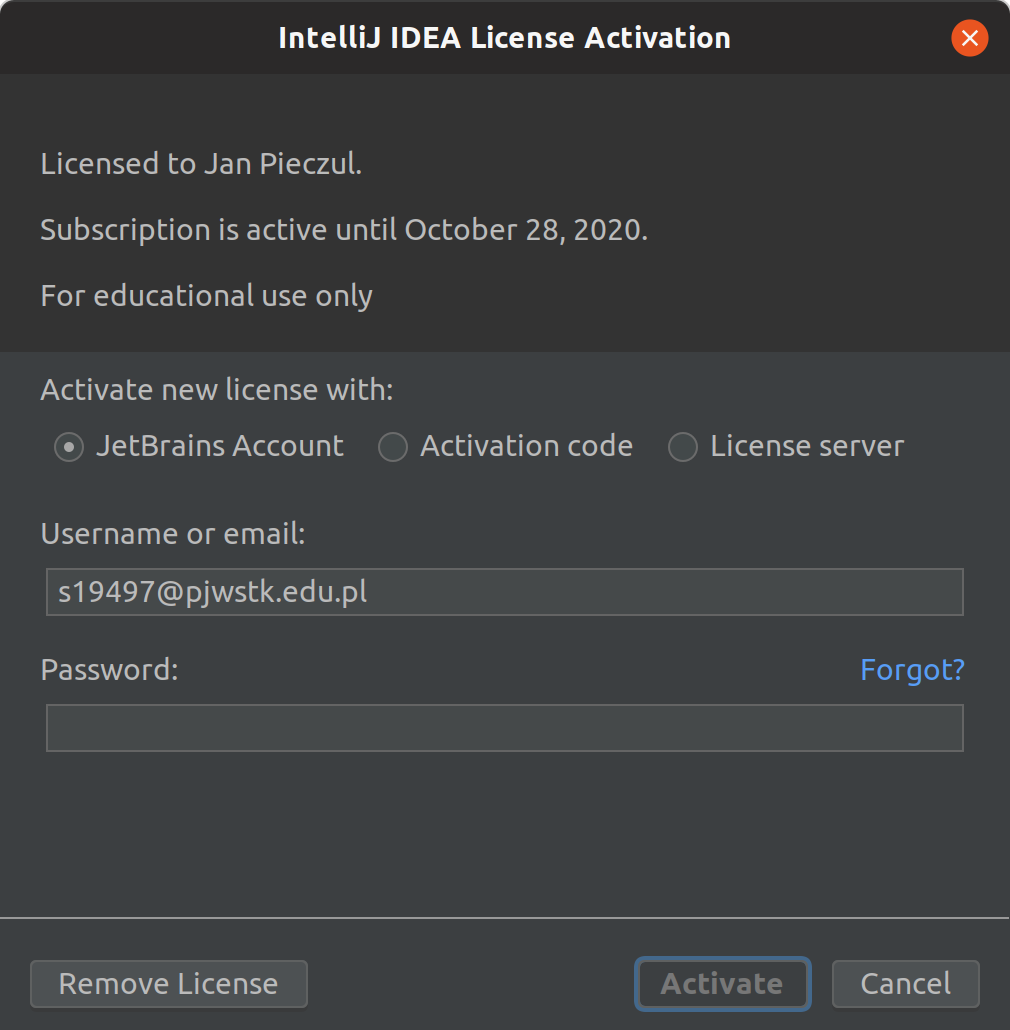 IntelliJ IDEA License Activation
Licensed to Jan Pieczul.
Subscription is active until October 28, 2020.
For educational use only
Activate new license with:
JetBrains Account Activation code License server
Username or email:
s19497@pjwstk.edu.pl
Password: Forgot?
Remove License Activate Cancel